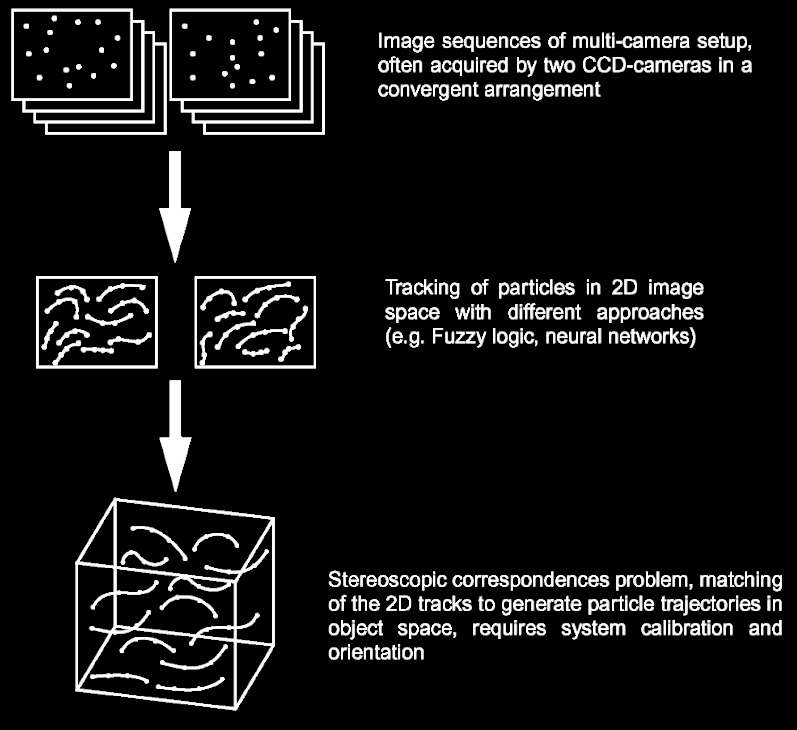 Image sequences of multi-camera setup,
often acquired by two CCD-cameras in a
convergent arrangement
Tracking of particles in 2D image
space with different approaches
(e.g. Fuzzy logic, neural networks)
Stereoscopic correspondences problem, matching
of the 2D tracks to generate particle trajectories in
object space, requires system calibration and
orientation